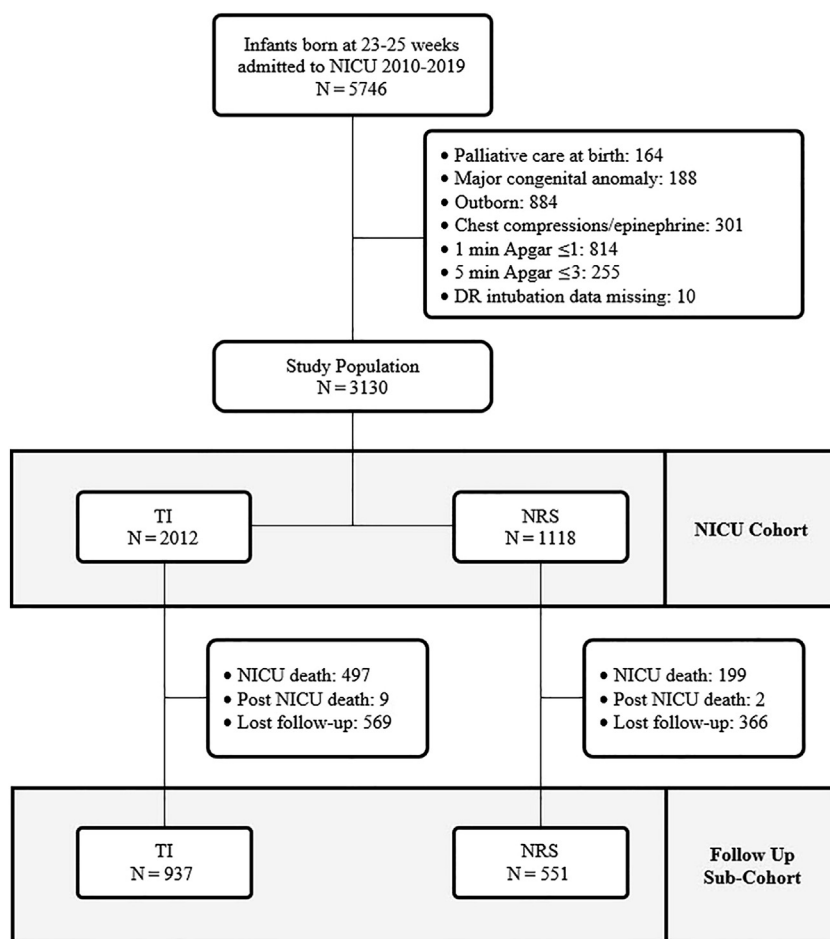 Infants born at 23-25 weeks
admitted to NICU 2010-2019
N = 5746
• Palliative care at birth: 164
• Major congenital anomaly: 188
• Outborn: 884
• Chest compressions/epinephrine: 301
• 1 min Apgar ≤1: 814
• 5 min Apgar ≤3: 255
• DR intubation data missing: 10
Study Population
N = 3130
TI
N = 2012
NRS
N = 1118
NICU Cohort
• NICU death: 497
• Post NICU death: 9
• Lost follow-up: 569
• NICU death: 199
• Post NICU death: 2
• Lost follow-up: 366
TI
N = 937
NRS
N = 551
Follow Up
Sub-Cohort